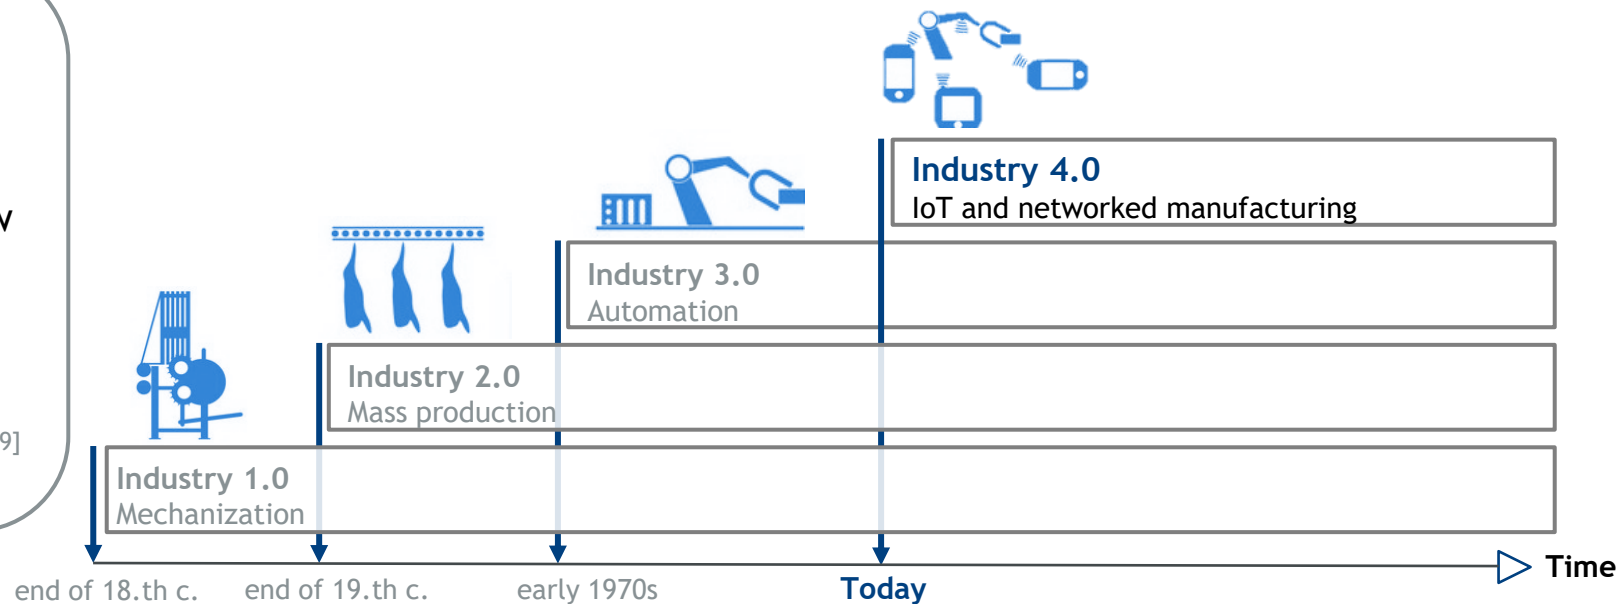 Industry 4.0
IoT and networked manufacturing
Industry 3.0
Automation
Industry 2.0
Mass production
9]
Industry 1.0
Mechanization
Time
end of 18.th c.
end of 19.th c.
early 1970s
Today